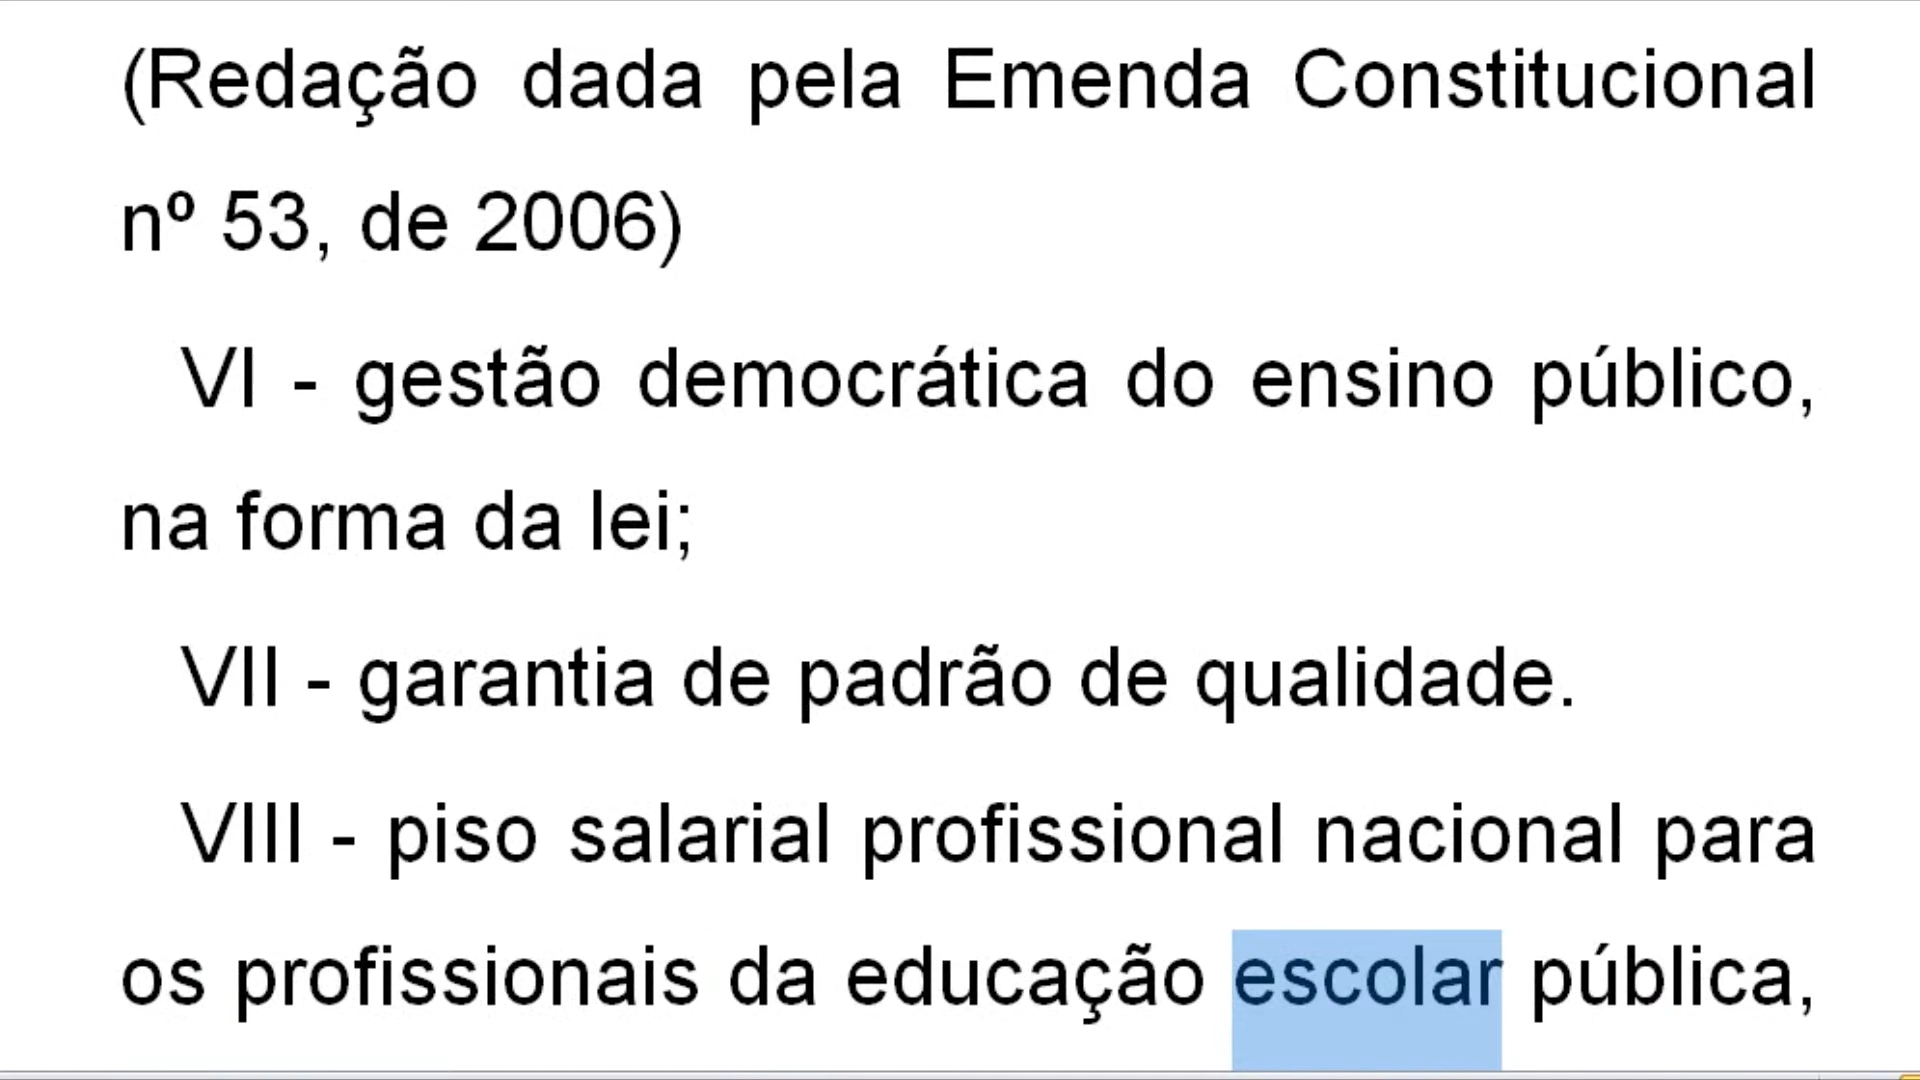 (Redação dada pela Emenda Constitucional
nº 53, de 2006)
VI - gestão democrática do ensino público,
na forma da lei;
VII - garantia de padrão de qualidade.
VIII - piso salarial profissional nacional para
os profissionais da educação escolar pública,